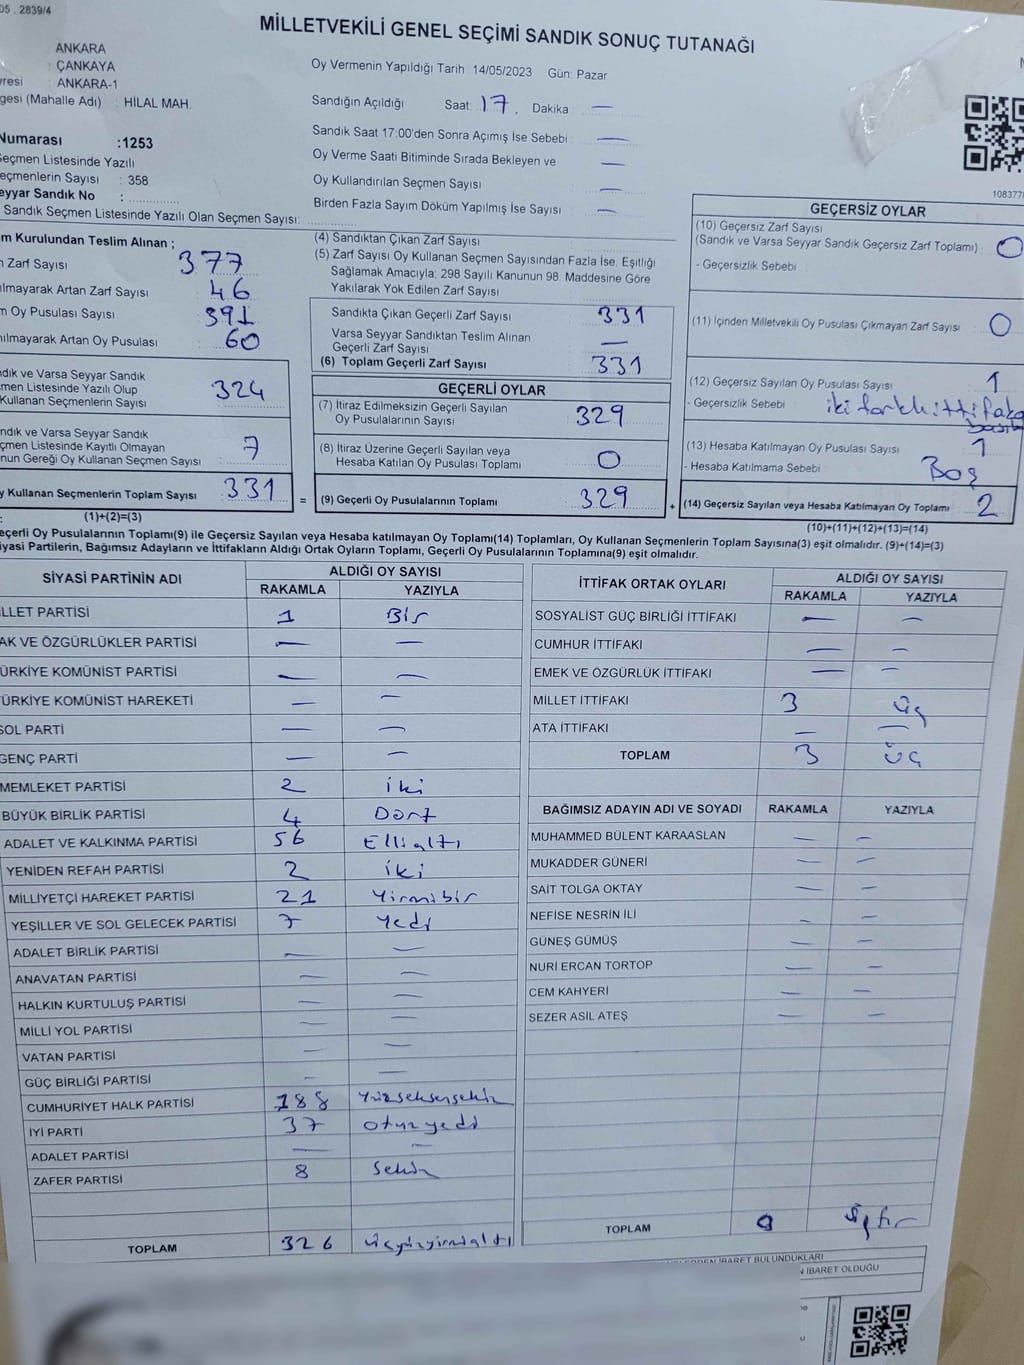 05 . 2839/4
MİLLETVEKİLİ GENEL SEÇİMİ SANDIK SONUÇ TUTANAĞI
ANKARA
: ÇANKAYA
resi : ANKARA-1
gesi (Mahalle Adı) : HİLAL MAH.
Oy Vermenin Yapıldığı Tarih : 14/05/2023 Gün: Pazar
Sandığın Açıldığı Saat: 17. Dakika —
Sandık Saat 17:00'den Sonra Açımış İse Sebebi : —
Oy Verme Saati Bitiminde Sırada Bekleyen ve —
Oy Kullandırılan Seçmen Sayısı —
Birden Fazla Sayım Döküm Yapılmış İse Sayısı —
Numarası :1253
Seçmen Listesinde Yazılı
eçmenlerin Sayısı : 358
eyyar Sandık No :
Sandık Seçmen Listesinde Yazılı Olan Seçmen Sayısı:
m Kurulundan Teslim Alınan ;
n Zarf Sayısı 377
ılmayarak Artan Zarf Sayısı 46
m Oy Pusulası Sayısı 391
nılmayarak Artan Oy Pusulası 60
ndık ve Varsa Seyyar Sandık
men Listesinde Yazılı Olup
Kullanan Seçmenlerin Sayısı 324
ndık ve Varsa Seyyar Sandık
çmen Listesinde Kayıtlı Olmayan
nun Gereği Oy Kullanan Seçmen Sayısı 7
y Kullanan Seçmenlerin Toplam Sayısı 331
(1)+(2)=(3)
(4) Sandıktan Çıkan Zarf Sayısı
(5) Zarf Sayısı Oy Kullanan Seçmen Sayısından Fazla İse, Eşitliği
Sağlamak Amacıyla; 298 Sayılı Kanunun 98. Maddesine Göre
Yakılarak Yok Edilen Zarf Sayısı
Sandıkta Çıkan Geçerli Zarf Sayısı 331
Varsa Seyyar Sandıktan Teslim Alınan
Geçerli Zarf Sayısı —
(6) Toplam Geçerli Zarf Sayısı 331
GEÇERLİ OYLAR
(7) İtiraz Edilmeksizin Geçerli Sayılan
Oy Pusulalarının Sayısı 329
(8) İtiraz Üzerine Geçerli Sayılan veya
Hesaba Katılan Oy Pusulası Toplamı 0
= (9) Geçerli Oy Pusulalarının Toplamı 329 +
108377
GEÇERSİZ OYLAR
(10) Geçersiz Zarf Sayısı
(Sandık ve Varsa Seyyar Sandık Geçersiz Zarf Toplamı) : 0
- Geçersizlik Sebebi
(11) İçinden Milletvekili Oy Pusulası Çıkmayan Zarf Sayısı : 0
(12) Geçersiz Sayılan Oy Pusulası Sayısı 1
- Geçersizlik Sebebi : iki farklı ittifaka
(13) Hesaba Katılmayan Oy Pusulası Sayısı 1
- Hesaba Katılmama Sebebi Boş
(14) Geçersiz Sayılan veya Hesaba Katılmayan Oy Toplamı 2
(10)+(11)+(12)+(13)=(14)
eçerli Oy Pusulalarının Toplamı(9) ile Geçersiz Sayılan veya Hesaba katılmayan Oy Toplamı(14) Toplamları, Oy Kullanan Seçmenlerin Toplam Sayısına(3) eşit olmalıdır. (9)+(14)=(3)
iyasi Partilerin, Bağımsız Adayların ve İttifakların Aldığı Ortak Oyların Toplamı, Geçerli Oy Pusulalarının Toplamına(9) eşit olmalıdır.
SİYASİ PARTİNİN ADI ALDIĞI OY SAYISI
RAKAMLA YAZIYLA
LLET PARTİSİ 1 Bir
AK VE ÖZGÜRLÜKLER PARTİSİ — —
ÜRKİYE KOMÜNİST PARTİSİ — —
ÜRKİYE KOMÜNİST HAREKETİ — —
SOL PARTİ — —
GENÇ PARTİ — —
MEMLEKET PARTİSİ 2 iki
BÜYÜK BİRLİK PARTİSİ 4 Dört
ADALET VE KALKINMA PARTİSİ 56 Ellialtı
YENİDEN REFAH PARTİSİ 2 iki
MİLLİYETÇİ HAREKET PARTİSİ 21 Yirmibir
YEŞİLLER VE SOL GELECEK PARTİSİ 7 Yedi
ADALET BİRLİK PARTİSİ — —
ANAVATAN PARTİSİ — —
HALKIN KURTULUŞ PARTİSİ — —
MİLLİ YOL PARTİSİ — —
VATAN PARTİSİ — —
GÜÇ BİRLİĞİ PARTİSİ — —
CUMHURİYET HALK PARTİSİ 188 Yüzseksensekiz
İYİ PARTİ 37 Otuzyedi
ADALET PARTİSİ — —
ZAFER PARTİSİ 8 Sekiz
TOPLAM 326 üçyüzyirmialtı
İTTİFAK ORTAK OYLARI ALDIĞI OY SAYISI
RAKAMLA YAZIYLA
SOSYALİST GÜÇ BİRLİĞİ İTTİFAKI — —
CUMHUR İTTİFAKI — —
EMEK VE ÖZGÜRLÜK İTTİFAKI — —
MİLLET İTTİFAKI 3 üç
ATA İTTİFAKI — —
TOPLAM 3 üç
BAĞIMSIZ ADAYIN ADI VE SOYADI RAKAMLA YAZIYLA
MUHAMMED BÜLENT KARAASLAN — —
MUKADDER GÜNERİ — —
SAİT TOLGA OKTAY — —
NEFİSE NESRİN İLİ — —
GÜNEŞ GÜMÜŞ — —
NURİ ERCAN TORTOP — —
CEM KAHYERİ — —
SEZER ASİL ATEŞ — —
TOPLAM 0
İBARET BULUNDUKLARI
N İBARET OLDUĞU